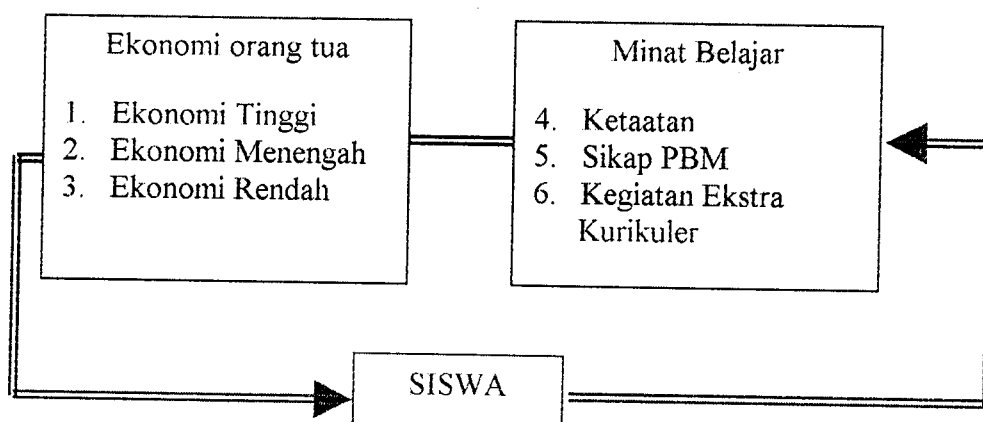 Ekonomi orang tua
1. Ekonomi Tinggi
2. Ekonomi Menengah
3. Ekonomi Rendah
Minat Belajar
4. Ketaatan
5. Sikap PBM
6. Kegiatan Ekstra
Kurikuler
SISWA